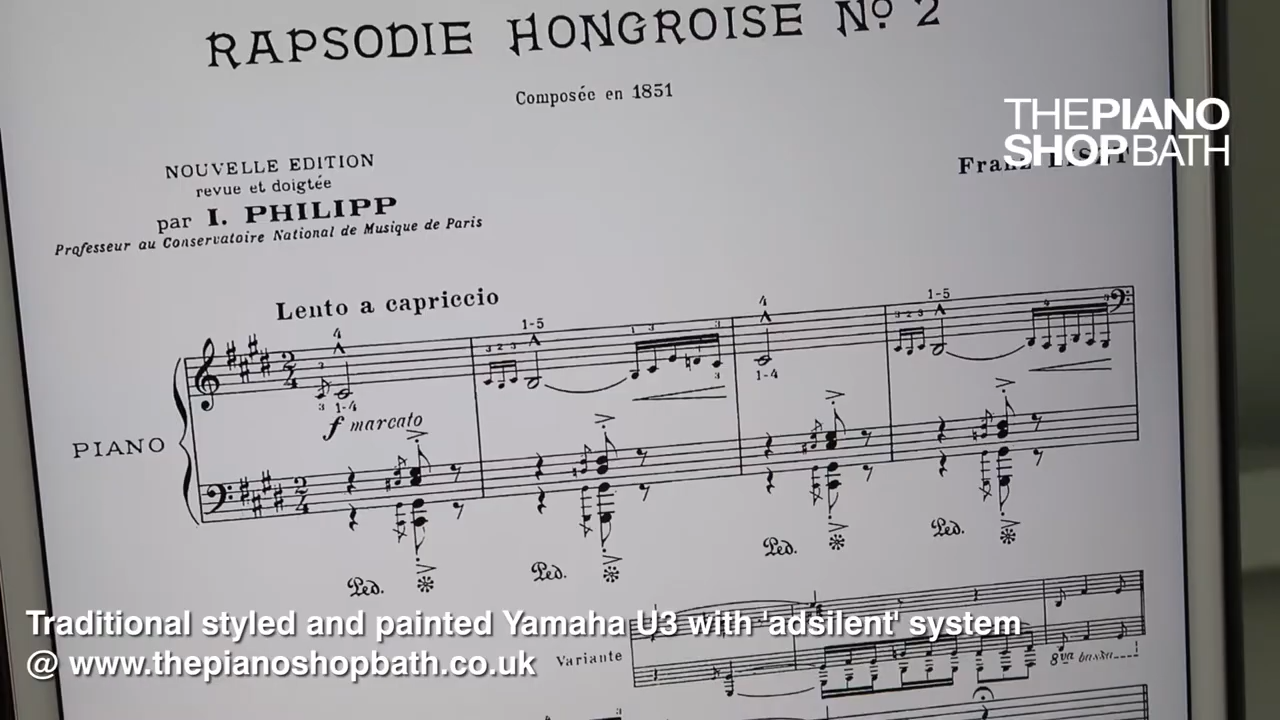 RAPSODIE HONGROISE Nº 2
Composée en 1851
THEPIANO
SHOPBATH
Franz LISZT
NOUVELLE EDITION
revue et doigtée
par I. PHILIPP
Professeur au Conservatoire National de Musique de Paris
Lento a capriccio
f marcato
PIANO
Ped. Ped. Ped. Ped.
Traditional styled and painted Yamaha U3 with 'adsilent' system
@ www.thepianoshopbath.co.uk
Variante
8va bassa